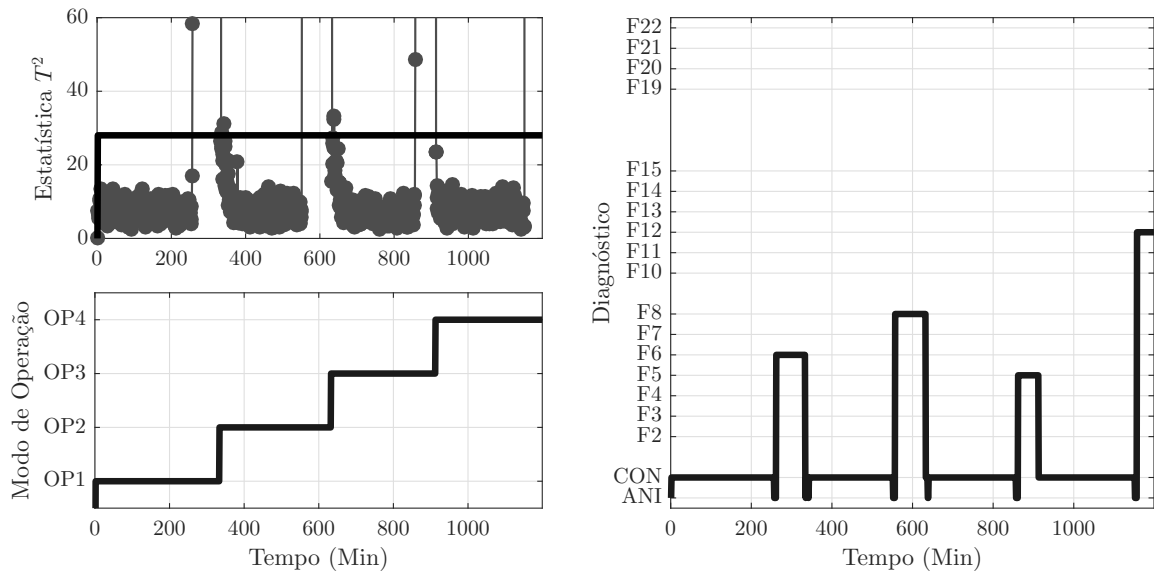 60
40
20
0
Estatística T²
0 200 400 600 800 1000
OP4
OP3
OP2
OP1
Modo de Operação
0 200 400 600 800 1000
Tempo (Min)
F22
F21
F20
F19
F15
F14
F13
F12
F11
F10
F8
F7
F6
F5
F4
F3
F2
CON
ANI
Diagnóstico
0 200 400 600 800 1000
Tempo (Min)